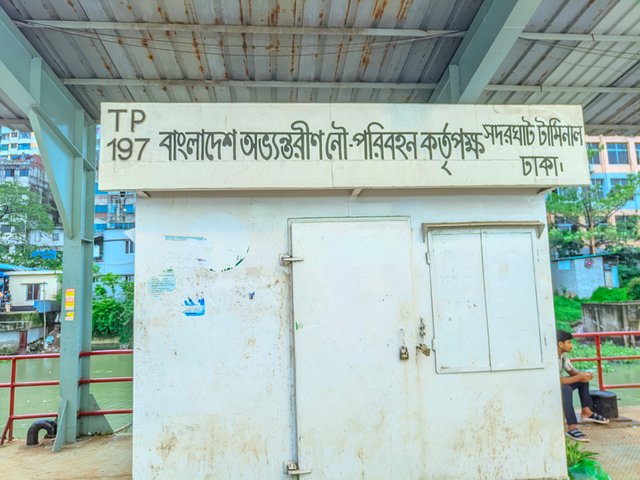 TP
197
বাংলাদেশ অভ্যন্তরীণ নৌ-পরিবহন কর্তৃপক্ষ
সদরঘাট টার্মিনাল
ঢাকা।